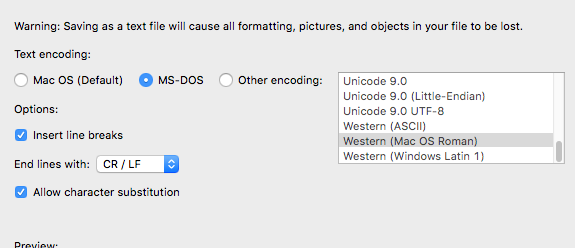 Warning: Saving as a text file will cause all formatting, pictures, and objects in your file to be lost.
Text encoding:
Mac OS (Default) MS-DOS Other encoding:
Unicode 9.0
Unicode 9.0 (Little-Endian)
Unicode 9.0 UTF-8
Western (ASCII)
Western (Mac OS Roman)
Western (Windows Latin 1)
Options:
Insert line breaks
End lines with: CR / LF
Allow character substitution
Preview: